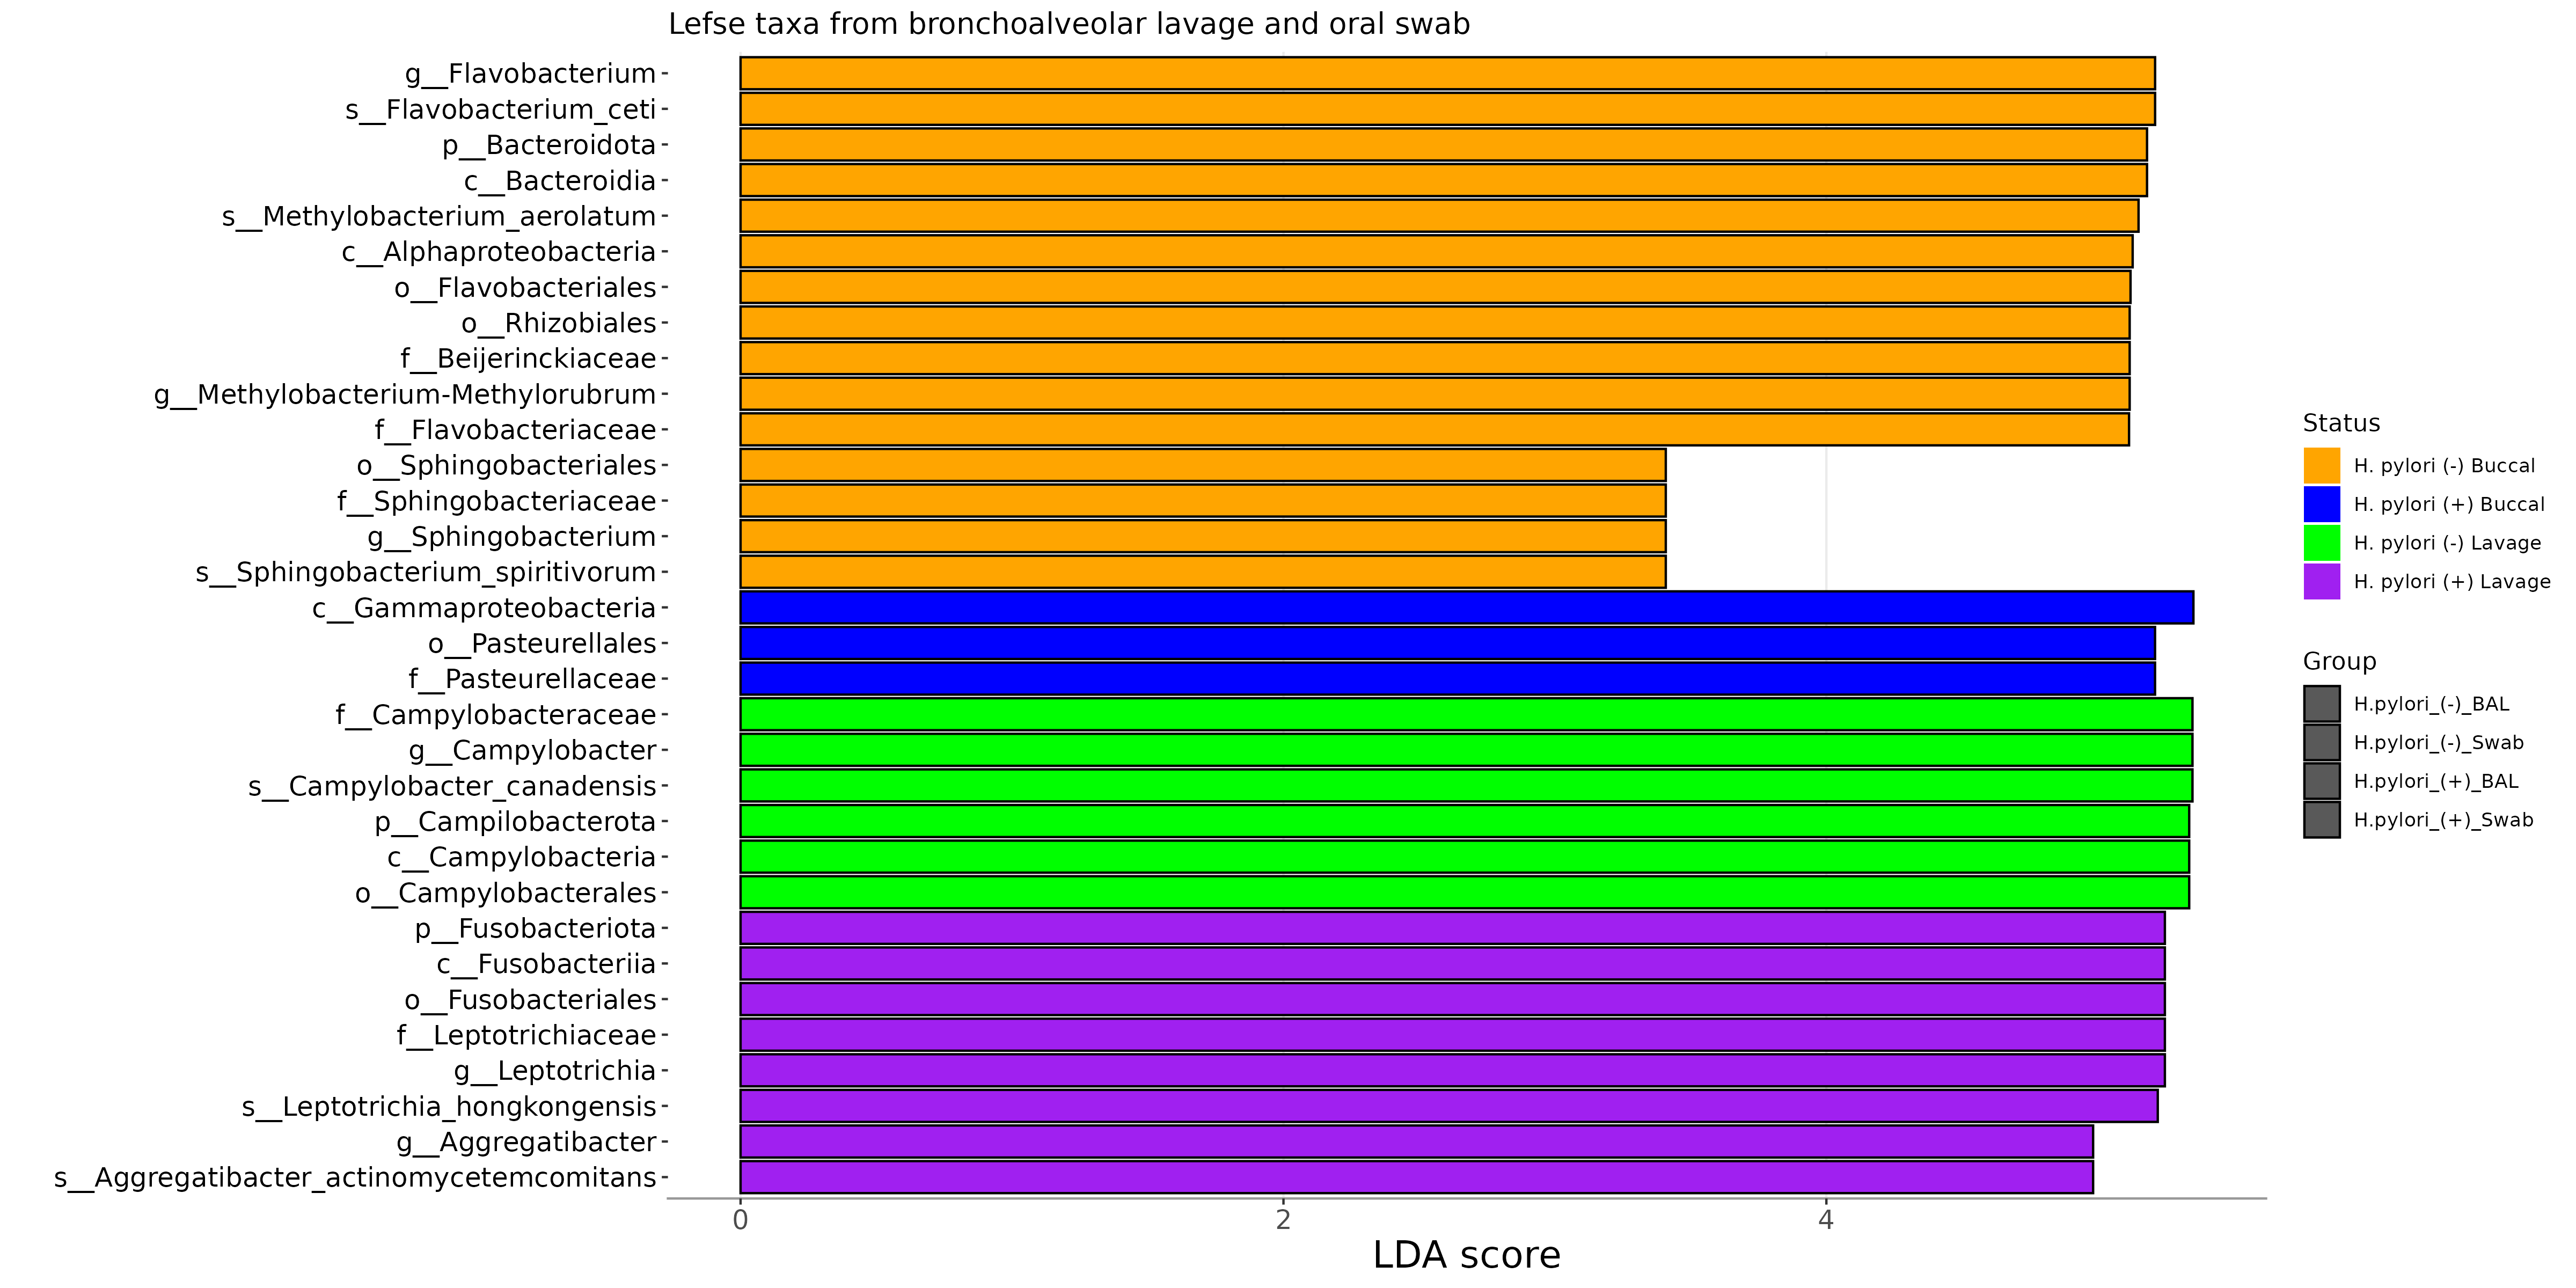 Lefse taxa from bronchoalveolar lavage and oral swab
g__Flavobacterium
s__Flavobacterium_ceti
p__Bacteroidota
c__Bacteroidia
s__Methylobacterium_aerolatum
c__Alphaproteobacteria
o__Flavobacteriales
o__Rhizobiales
f__Beijerinckiaceae
g__Methylobacterium-Methylorubrum
f__Flavobacteriaceae
o__Sphingobacteriales
f__Sphingobacteriaceae
g__Sphingobacterium
s__Sphingobacterium_spiritivorum
c__Gammaproteobacteria
o__Pasteurellales
f__Pasteurellaceae
f__Campylobacteraceae
g__Campylobacter
s__Campylobacter_canadensis
p__Campilobacterota
c__Campylobacteria
o__Campylobacterales
p__Fusobacteriota
c__Fusobacteriia
o__Fusobacteriales
f__Leptotrichiaceae
g__Leptotrichia
s__Leptotrichia_hongkongensis
g__Aggregatibacter
s__Aggregatibacter_actinomycetemcomitans
0 2 4
LDA score
Status
H. pylori (-) Buccal
H. pylori (+) Buccal
H. pylori (-) Lavage
H. pylori (+) Lavage
Group
H.pylori_(-)_BAL
H.pylori_(-)_Swab
H.pylori_(+)_BAL
H.pylori_(+)_Swab